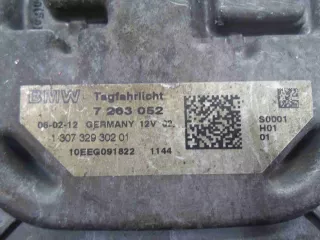 BMW Tagfahrlicht
7 263 052
06-02-12 GERMANY 12V
1 307 329 302 01
10EEG091822 1144
S0001
H01
01